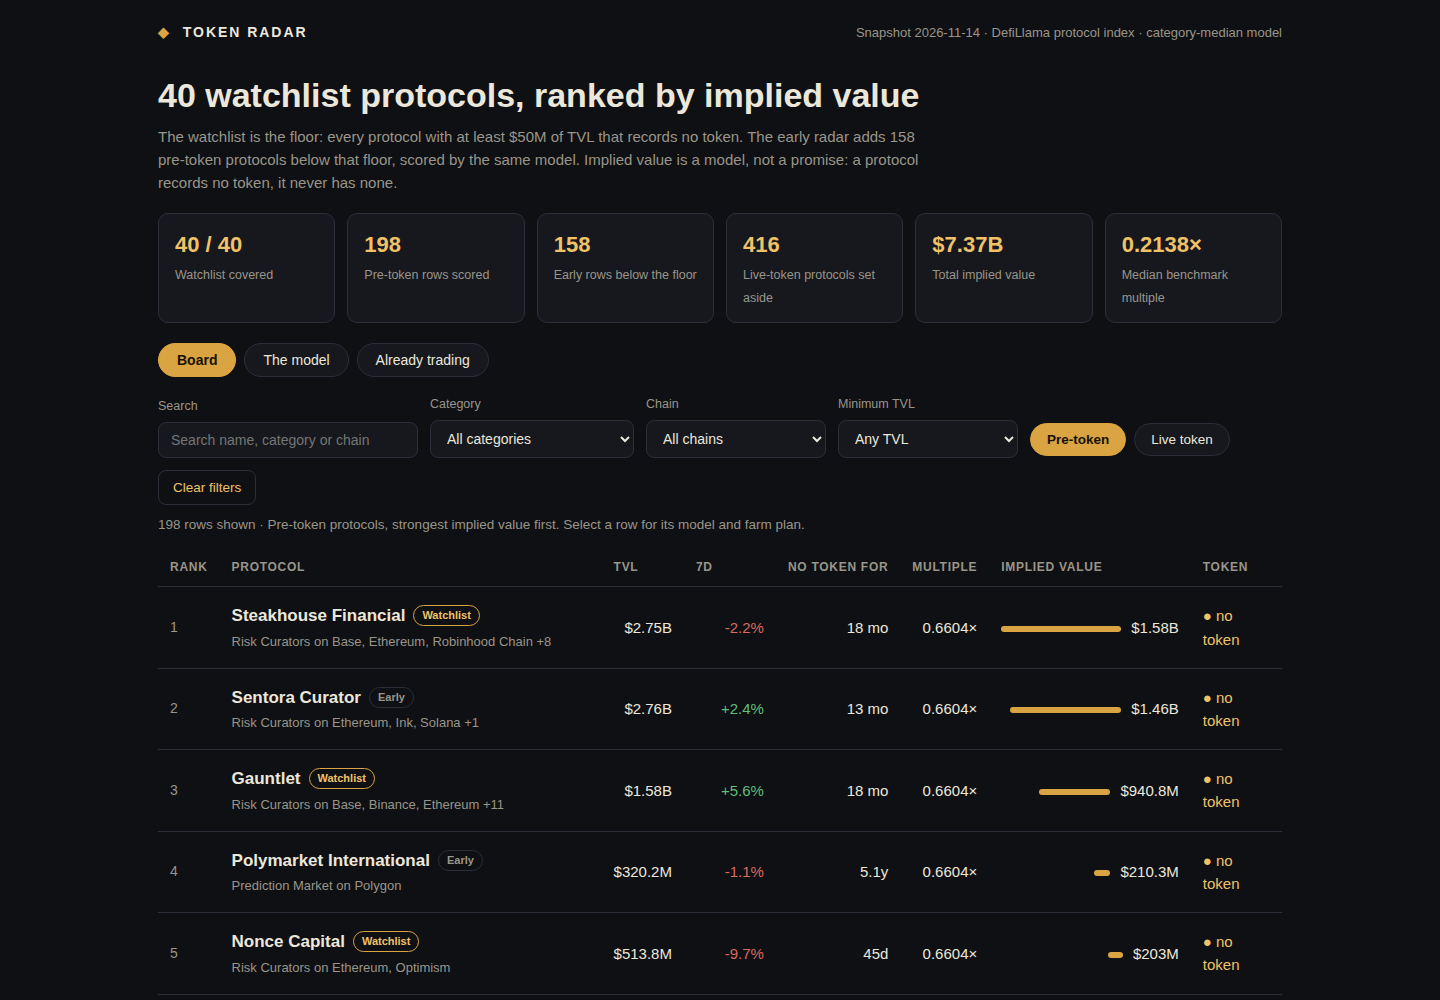 ◆ TOKEN RADAR
Snapshot 2026-11-14 · DefiLlama protocol index · category-median model
40 watchlist protocols, ranked by implied value
The watchlist is the floor: every protocol with at least $50M of TVL that records no token. The early radar adds 158
pre-token protocols below that floor, scored by the same model. Implied value is a model, not a promise: a protocol
records no token, it never has none.
40 / 40
Watchlist covered
198
Pre-token rows scored
158
Early rows below the floor
416
Live-token protocols set
aside
$7.37B
Total implied value
0.2138×
Median benchmark
multiple
Board
The model
Already trading
Search
Category
Chain
Minimum TVL
Search name, category or chain
All categories
All chains
Any TVL
Pre-token
Live token
Clear filters
198 rows shown · Pre-token protocols, strongest implied value first. Select a row for its model and farm plan.
RANK PROTOCOL TVL 7D NO TOKEN FOR MULTIPLE IMPLIED VALUE TOKEN
1 Steakhouse Financial Watchlist $2.75B -2.2% 18 mo 0.6604× $1.58B ● no
Risk Curators on Base, Ethereum, Robinhood Chain +8 token
2 Sentora Curator Early $2.76B +2.4% 13 mo 0.6604× $1.46B ● no
Risk Curators on Ethereum, Ink, Solana +1 token
3 Gauntlet Watchlist $1.58B +5.6% 18 mo 0.6604× $940.8M ● no
Risk Curators on Base, Binance, Ethereum +11 token
4 Polymarket International Early $320.2M -1.1% 5.1y 0.6604× $210.3M ● no
Prediction Market on Polygon token
5 Nonce Capital Watchlist $513.8M -9.7% 45d 0.6604× $203M ● no
Risk Curators on Ethereum, Optimism token